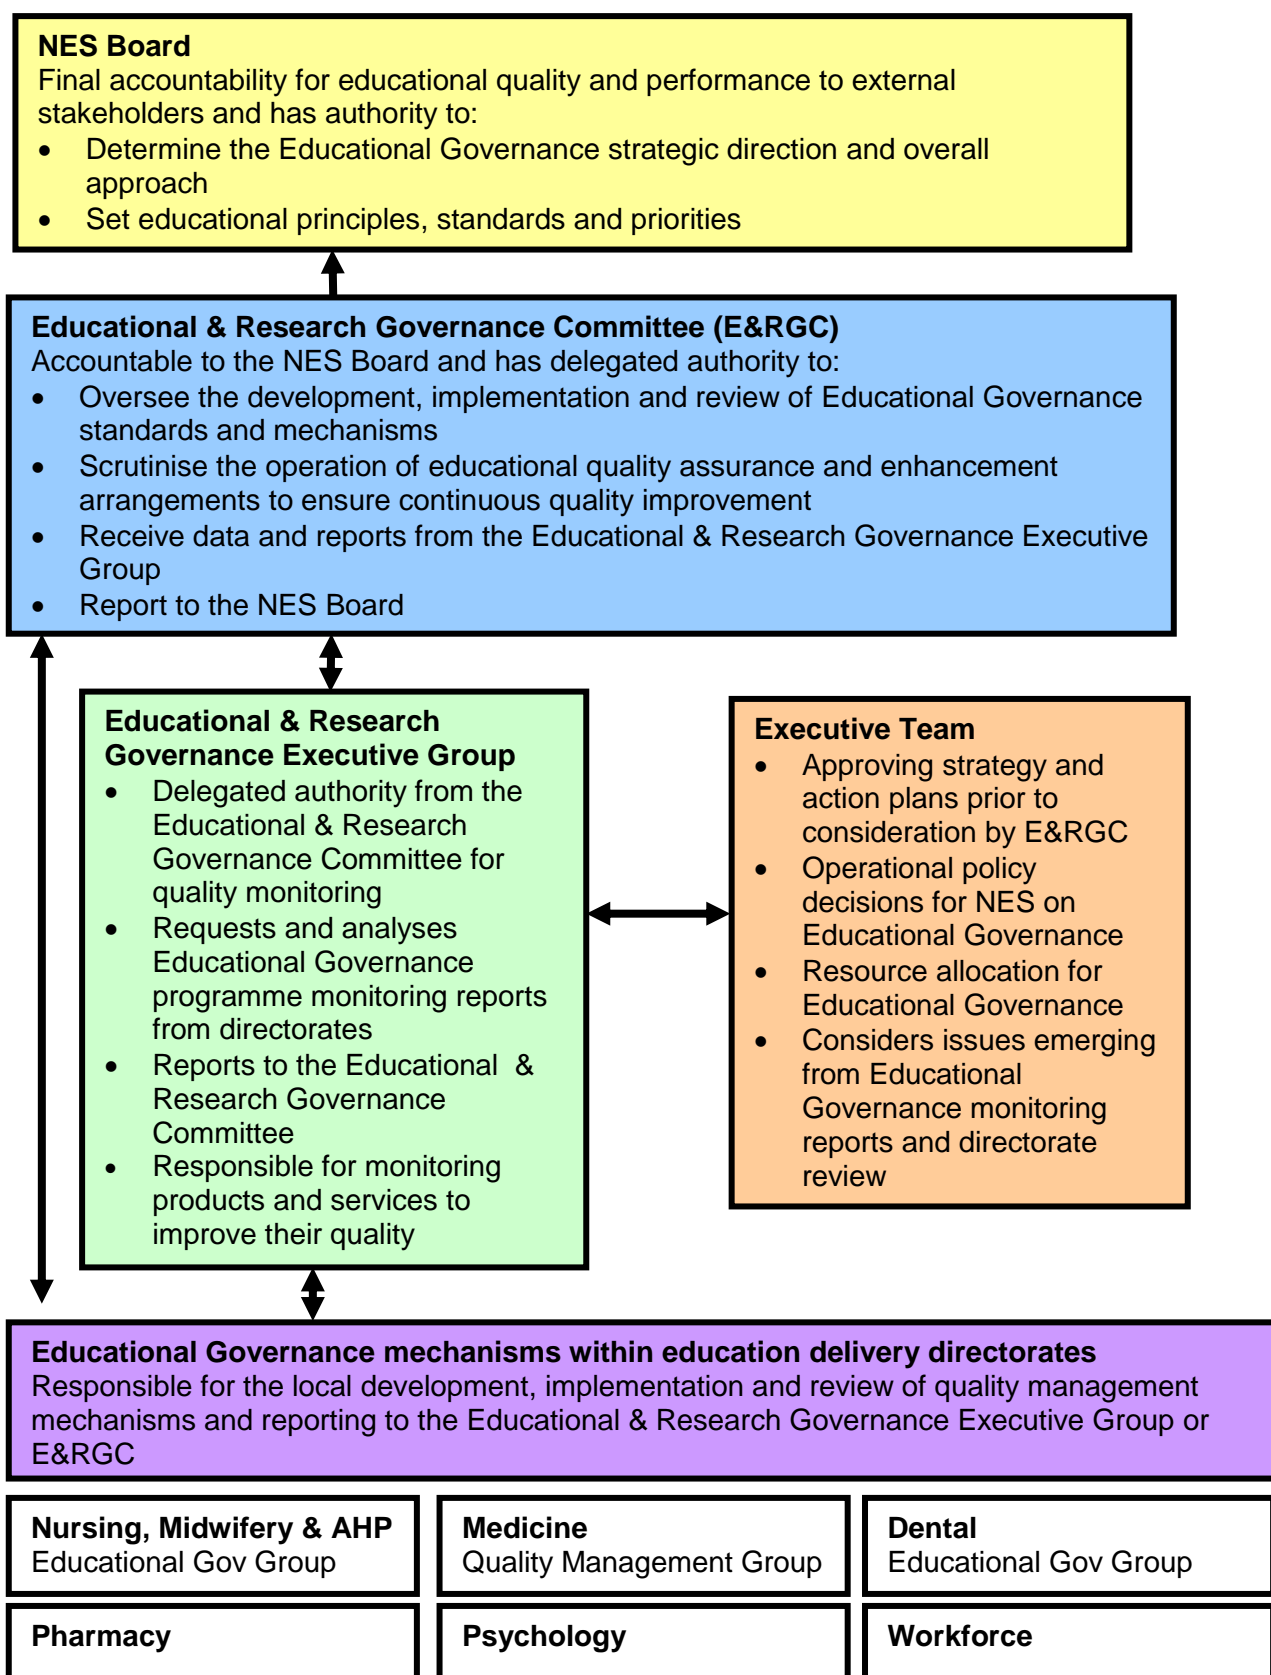 NES Board
Final accountability for educational quality and performance to external
stakeholders and has authority to:
• Determine the Educational Governance strategic direction and overall
approach
• Set educational principles, standards and priorities
Educational & Research Governance Committee (E&RGC)
Accountable to the NES Board and has delegated authority to:
• Oversee the development, implementation and review of Educational Governance
standards and mechanisms
• Scrutinise the operation of educational quality assurance and enhancement
arrangements to ensure continuous quality improvement
• Receive data and reports from the Educational & Research Governance Executive
Group
• Report to the NES Board
Educational & Research
Governance Executive Group
• Delegated authority from the
Educational & Research
Governance Committee for
quality monitoring
• Requests and analyses
Educational Governance
programme monitoring reports
from directorates
• Reports to the Educational &
Research Governance
Committee
• Responsible for monitoring
products and services to
improve their quality
Executive Team
• Approving strategy and
action plans prior to
consideration by E&RGC
• Operational policy
decisions for NES on
Educational Governance
• Resource allocation for
Educational Governance
• Considers issues emerging
from Educational
Governance monitoring
reports and directorate
review
Educational Governance mechanisms within education delivery directorates
Responsible for the local development, implementation and review of quality management
mechanisms and reporting to the Educational & Research Governance Executive Group or
E&RGC
Nursing, Midwifery & AHP
Educational Gov Group
Medicine
Quality Management Group
Dental
Educational Gov Group
Pharmacy
Psychology
Workforce